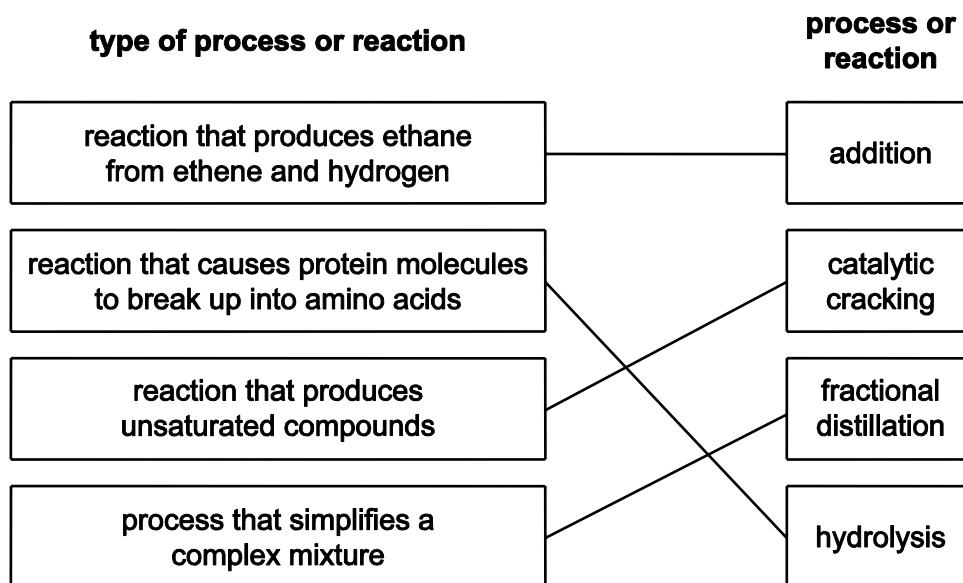 type of process or reaction
process or
reaction
reaction that produces ethane
from ethene and hydrogen
addition
reaction that causes protein molecules
to break up into amino acids
catalytic
cracking
reaction that produces
unsaturated compounds
fractional
distillation
process that simplifies a
complex mixture
hydrolysis